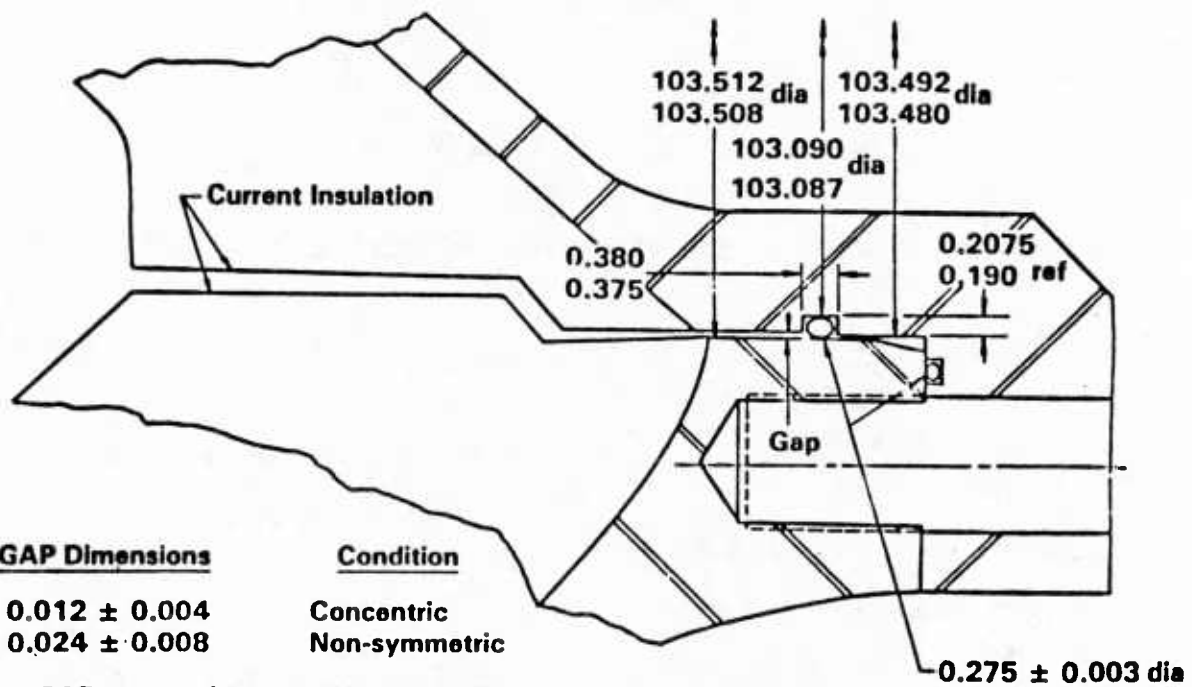 103.512 dia 103.492 dia
103.508 103.480
103.090 dia
103.087
Current Insulation
0.380
0.375
0.2075
0.190 ref
Gap
GAP Dimensions Condition
0.012 ± 0.004 Concentric
0.024 ± 0.008 Non-symmetric
0.275 ± 0.003 dia